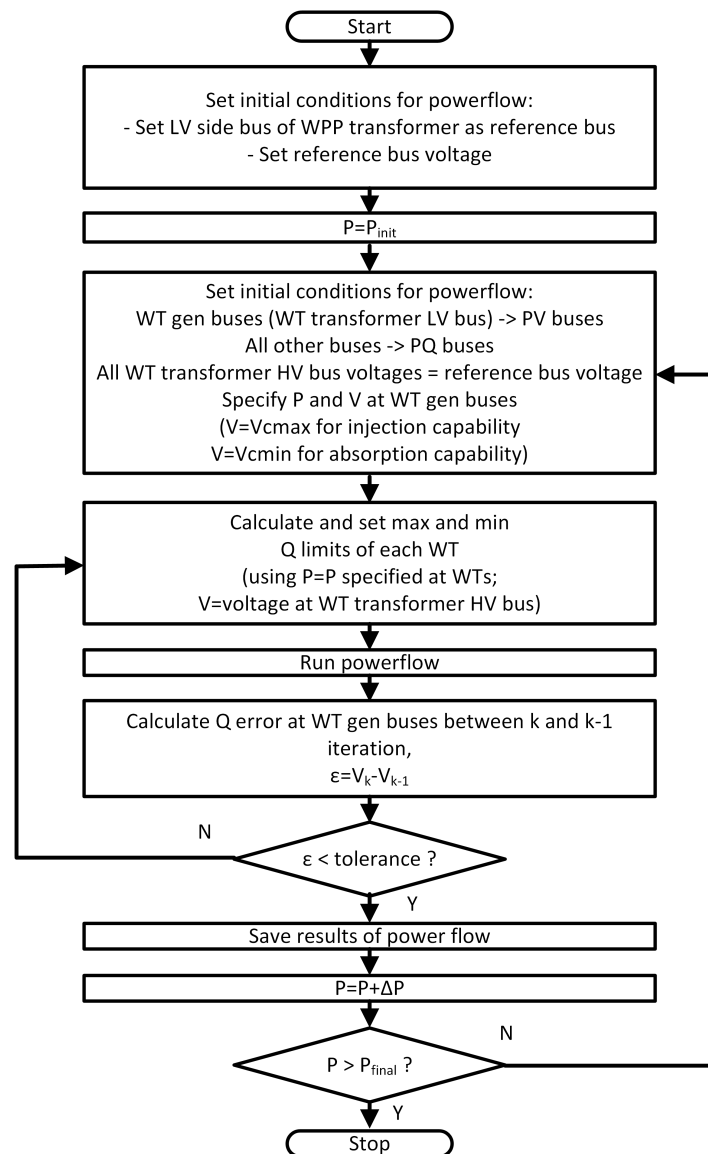 Start
Set initial conditions for powerflow:
- Set LV side bus of WPP transformer as reference bus
- Set reference bus voltage
P=P_init
Set initial conditions for powerflow:
WT gen buses (WT transformer LV bus) -> PV buses
All other buses -> PQ buses
All WT transformer HV bus voltages = reference bus voltage
Specify P and V at WT gen buses
(V=Vcmax for injection capability
V=Vcmin for absorption capability)
Calculate and set max and min
Q limits of each WT
(using P=P specified at WTs;
V=voltage at WT transformer HV bus)
Run powerflow
Calculate Q error at WT gen buses between k and k-1
iteration,
ε=V_k-V_k-1
N
ε < tolerance ?
Y
Save results of power flow
P=P+ΔP
N
P > P_final ?
Y
Stop